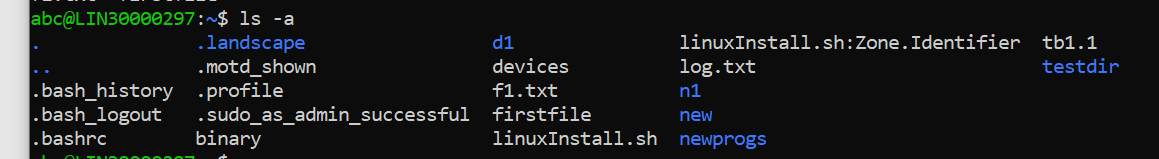 abc@LIN30000297:~$ ls -a
. .landscape d1 linuxInstall.sh:Zone.Identifier tb1.1
.. .motd_shown devices log.txt testdir
.bash_history .profile f1.txt n1
.bash_logout .sudo_as_admin_successful firstfile new
.bashrc binary linuxInstall.sh newprogs